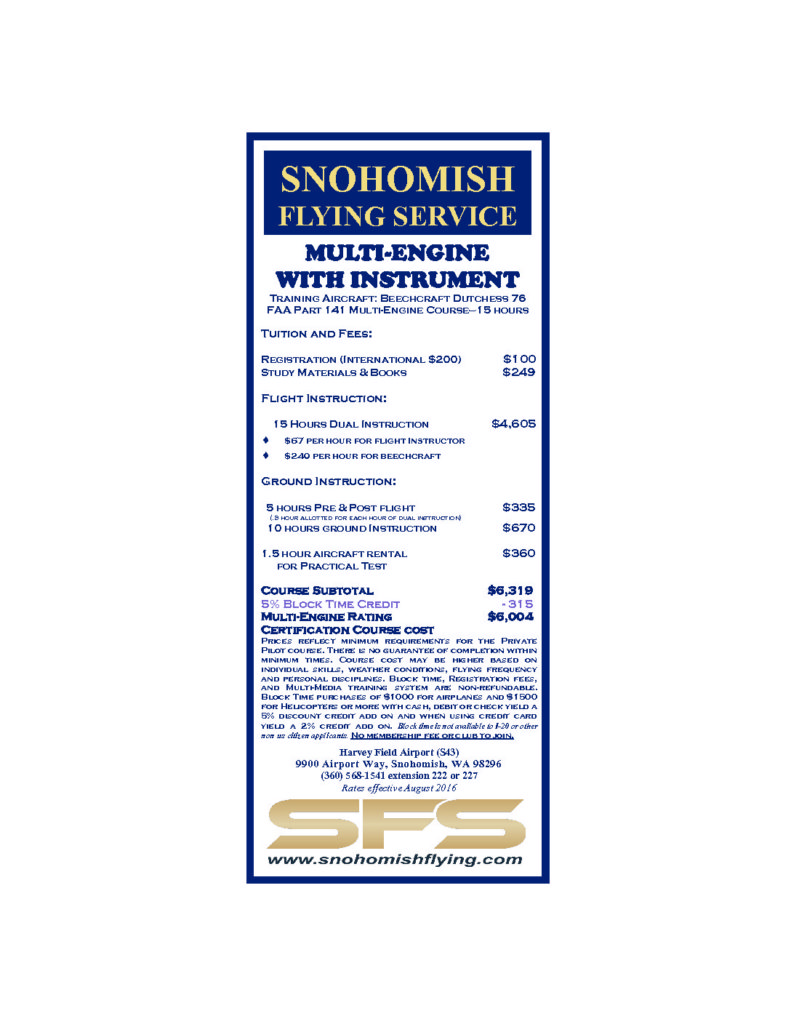 SNOHOMISH
FLYING SERVICE
MULTI-ENGINE
WITH INSTRUMENT
Training Aircraft: Beechcraft Dutchess 76
FAA Part 141 Multi-Engine Course—15 hours
Tuition and Fees:
Registration (International $200) $100
Study Materials & Books $249
Flight Instruction:
15 Hours Dual Instruction $4,605
♦ $67 per hour for flight Instructor
♦ $240 per hour for beechcraft
Ground Instruction:
5 hours Pre & Post flight $335
(.5 hour allotted for each hour of dual instruction)
10 hours ground Instruction $670
1.5 hour aircraft rental $360
for Practical Test
Course Subtotal $6,319
5% Block Time Credit - 315
Multi-Engine Rating $6,004
Certification Course cost
Prices reflect minimum requirements for the Private
Pilot course. There is no guarantee of completion within
minimum times. Course cost may be higher based on
individual skills, weather conditions, flying frequency
and personal disciplines. Block time, Registration fees,
and Multi-Media training system are non-refundable.
Block Time purchases of $1000 for airplanes and $1500
for Helicopters or more with cash, debit or check yield a
5% discount credit add on and when using credit card
yield a 2% credit add on. Block time is not available to I-20 or other
non us citizen applicants. No membership fee or club to join.
Harvey Field Airport (S43)
9900 Airport Way, Snohomish, WA 98296
(360) 568-1541 extension 222 or 227
Rates effective August 2016
SFS
www.snohomishflying.com